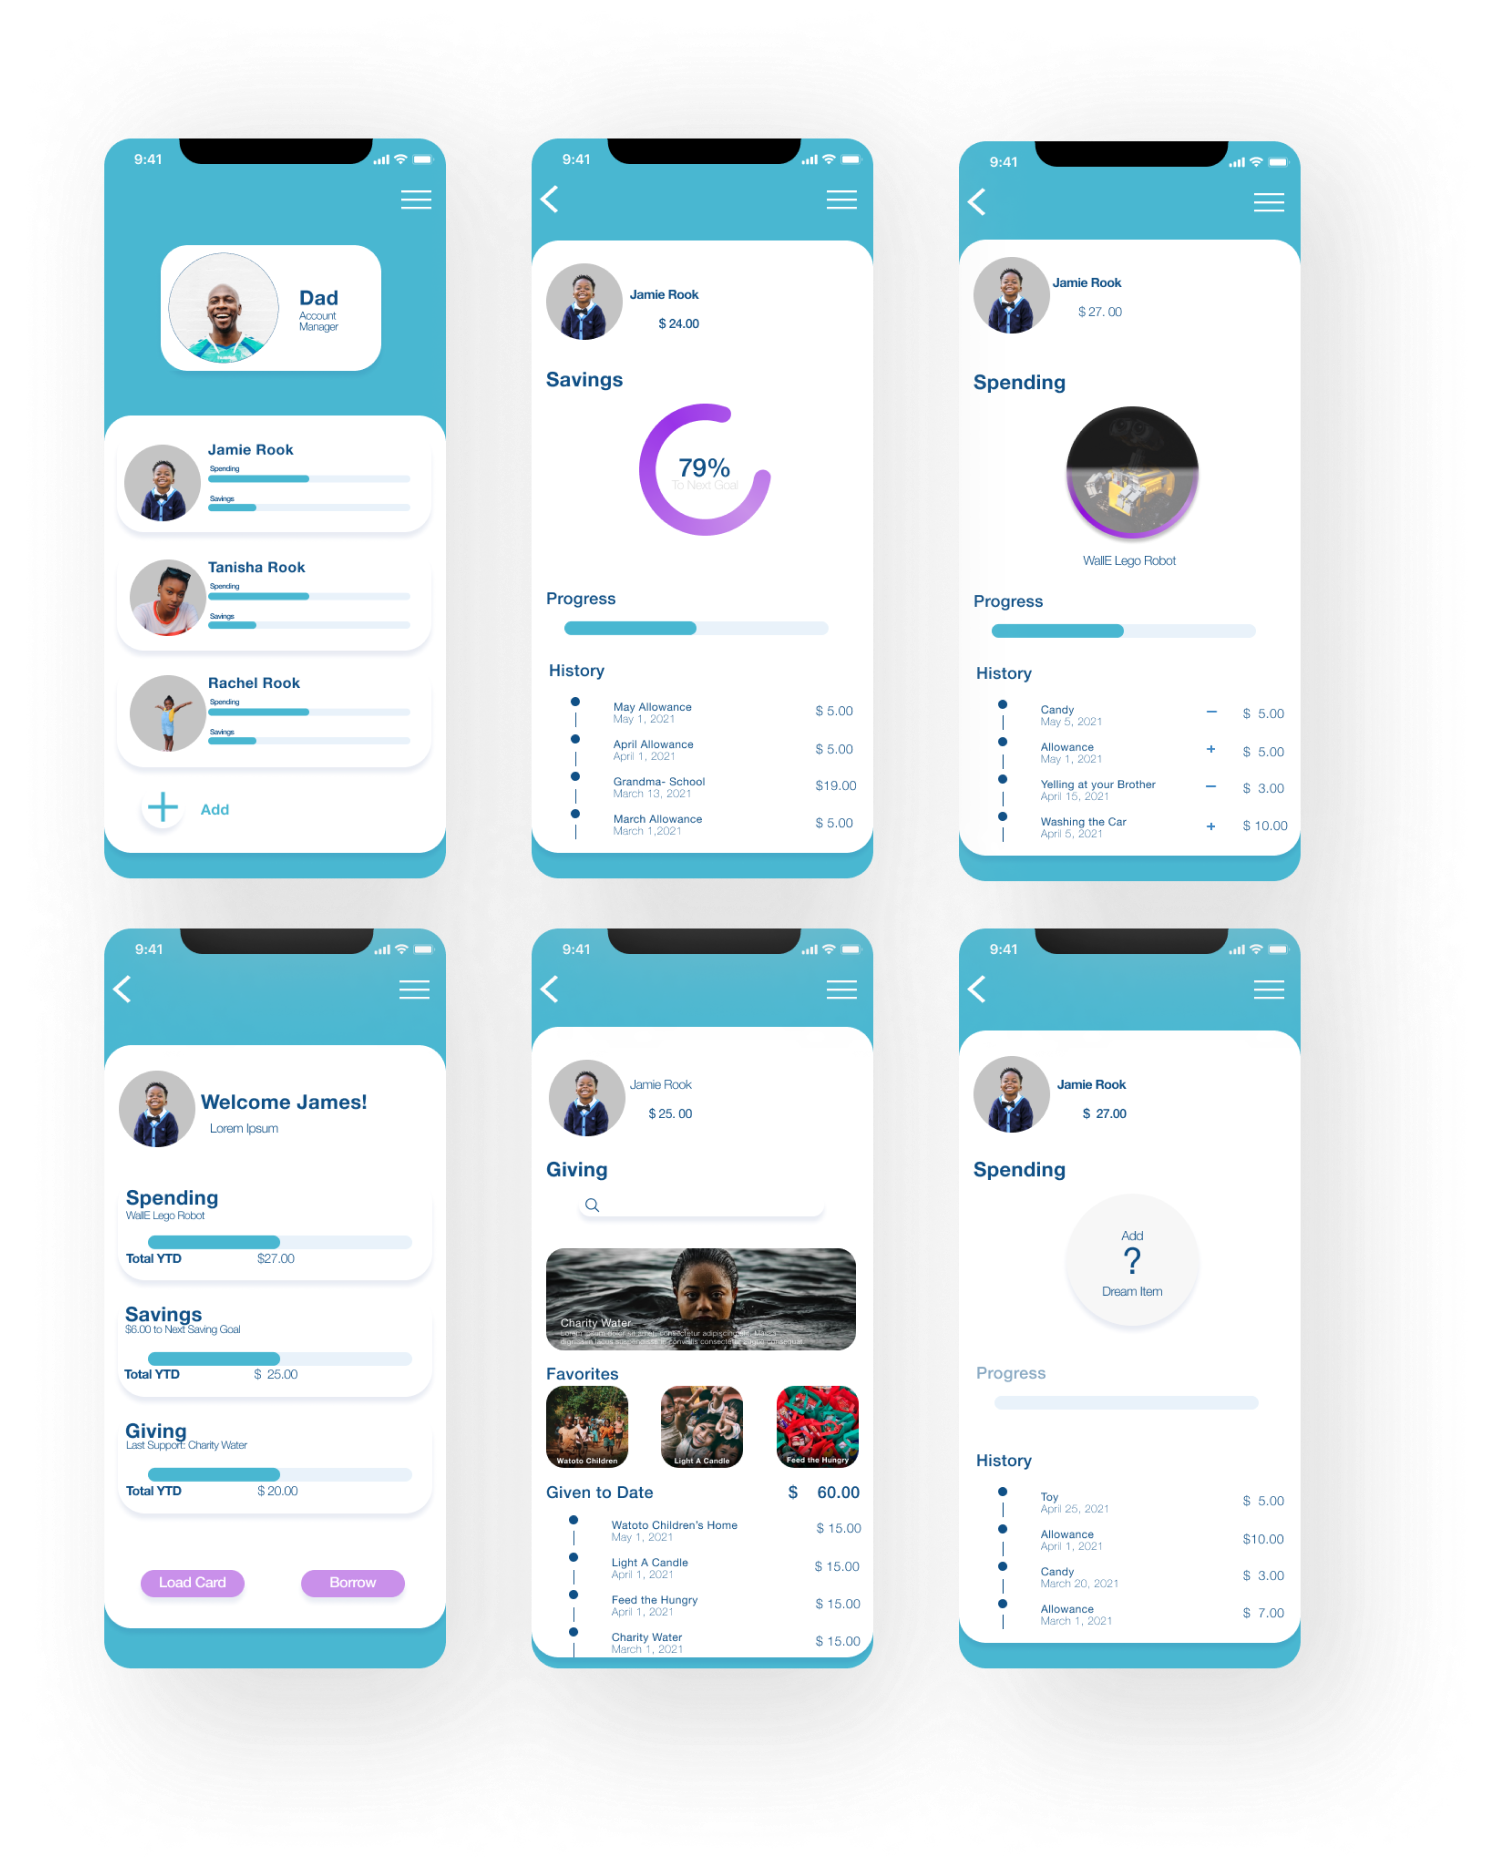 9:41
Dad
Account
Manager
Jamie Rook
Spending
Savings
Tanisha Rook
Spending
Savings
Rachel Rook
Spending
Savings
Add
9:41
Jamie Rook
$ 24.00
Savings
79%
To Next Goal
Progress
History
May Allowance
May 1, 2021
$ 5.00
April Allowance
April 1, 2021
$ 5.00
Grandma- School
March 13, 2021
$19.00
March Allowance
March 1,2021
$ 5.00
9:41
Jamie Rook
$ 27. 00
Spending
WallE Lego Robot
Progress
History
Candy
May 5, 2021
− $ 5.00
Allowance
May 1, 2021
+ $ 5.00
Yelling at your Brother
April 15, 2021
− $ 3.00
Washing the Car
April 5, 2021
+ $ 10.00
9:41
Welcome James!
Lorem Ipsum
Spending
WallE Lego Robot
Total YTD $27.00
Savings
$6.00 to Next Saving Goal
Total YTD $ 25.00
Giving
Last Support: Charity Water
Total YTD $ 20.00
Load Card
Borrow
9:41
Jamie Rook
$ 25. 00
Giving
Charity Water
Lorem ipsum dolor sit amet, consectetur adipiscing elit.
dignissim lacus convallis
Favorites
Watoto Children
Light A Candle
Feed the Hungry
Given to Date $ 60.00
Watoto Children's Home
May 1, 2021
$ 15.00
Light A Candle
April 1, 2021
$ 15.00
Feed the Hungry
April 1, 2021
$ 15.00
Charity Water
March 1, 2021
$ 15.00
9:41
Jamie Rook
$ 27.00
Spending
Add
?
Dream Item
Progress
History
Toy
April 25, 2021
$ 5.00
Allowance
April 1, 2021
$10.00
Candy
March 20, 2021
$ 3.00
Allowance
March 1, 2021
$ 7.00